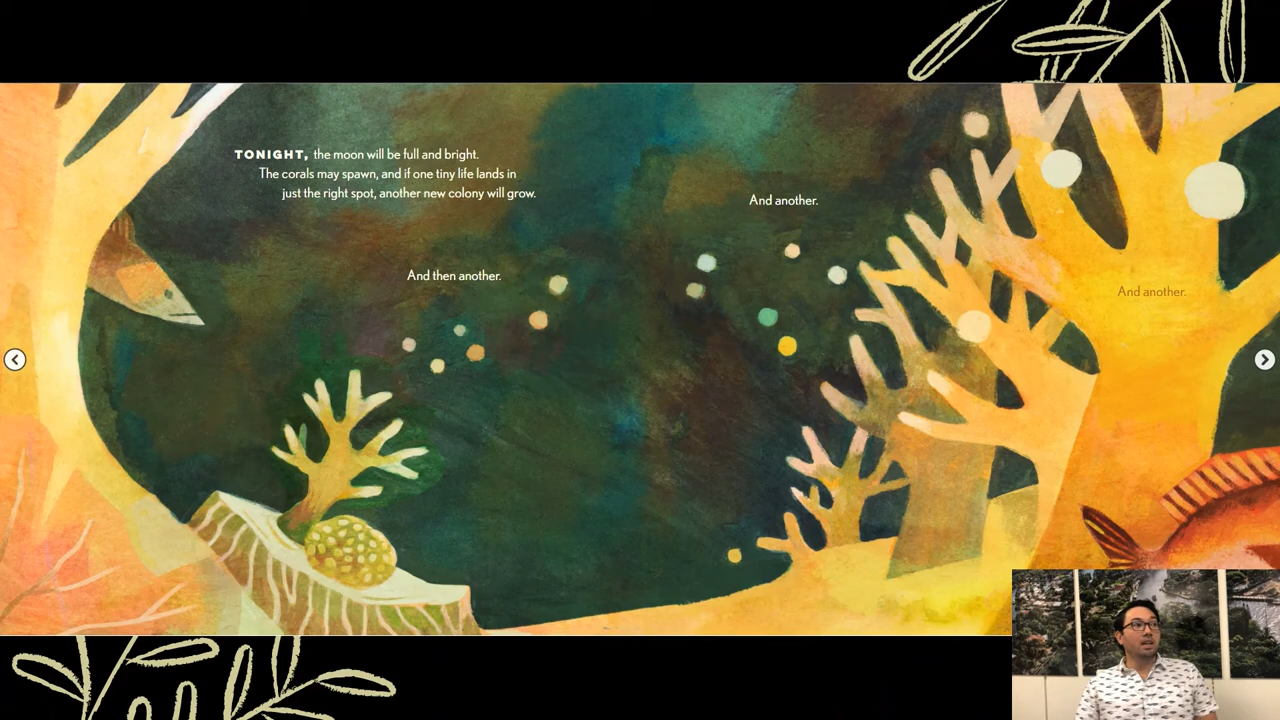 TONIGHT, the moon will be full and bright.
The corals may spawn, and if one tiny life lands in
just the right spot, another new colony will grow.
And then another.
And another.
And another.